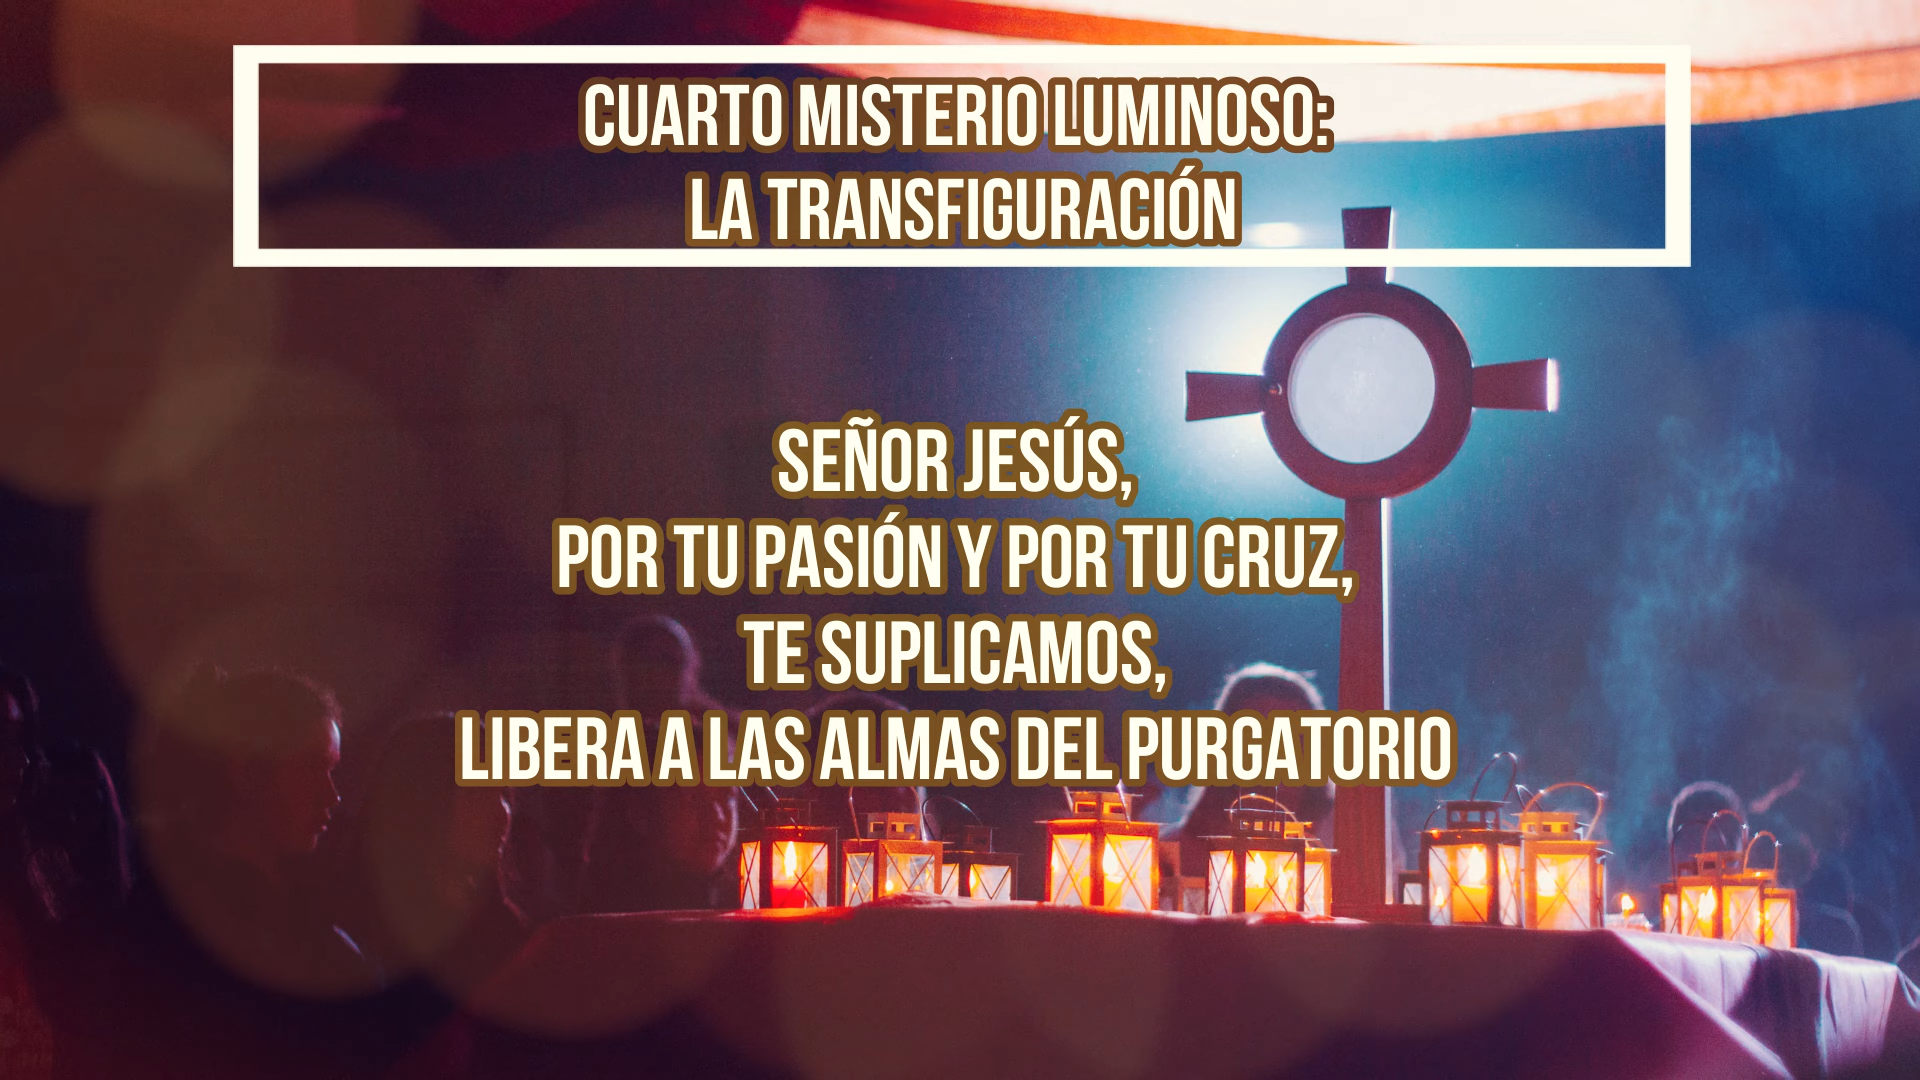 CUARTO MISTERIO LUMINOSO:
LA TRANSFIGURACIÓN
SEÑOR JESÚS,
POR TU PASIÓN Y POR TU CRUZ,
TE SUPLICAMOS,
LIBERA A LAS ALMAS DEL PURGATORIO